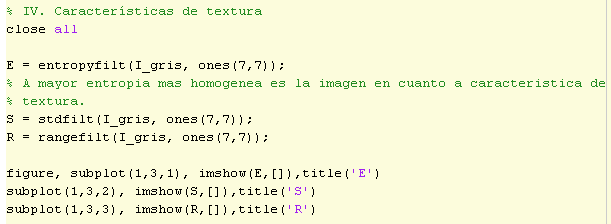 % IV. Características de textura
close all
E = entropyfilt(I_gris, ones(7,7));
% A mayor entropia mas homogenea es la imagen en cuanto a caracteristica de
% textura.
S = stdfilt(I_gris, ones(7,7));
R = rangefilt(I_gris, ones(7,7));
figure, subplot(1,3,1), imshow(E,[]),title('E')
subplot(1,3,2), imshow(S,[]),title('S')
subplot(1,3,3), imshow(R,[]),title('R')